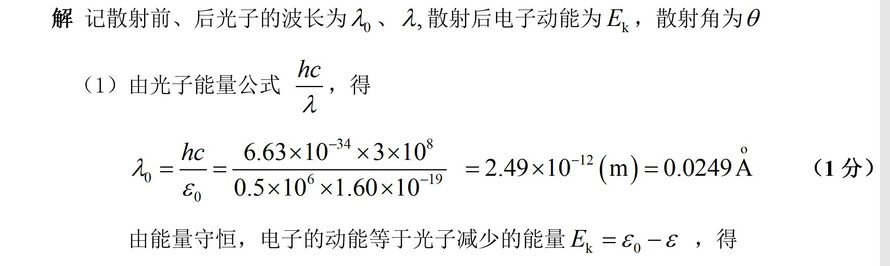 解 记散射前、后光子的波长为λ₀、λ,散射后电子动能为Eₖ，散射角为θ
（1）由光子能量公式 hc/λ，得
λ₀ = hc/ε₀ = 6.63×10⁻³⁴×3×10⁸/0.5×10⁶×1.60×10⁻¹⁹ = 2.49×10⁻¹²(m) = 0.0249Å （1分）
由能量守恒，电子的动能等于光子减少的能量Eₖ = ε₀ − ε ，得